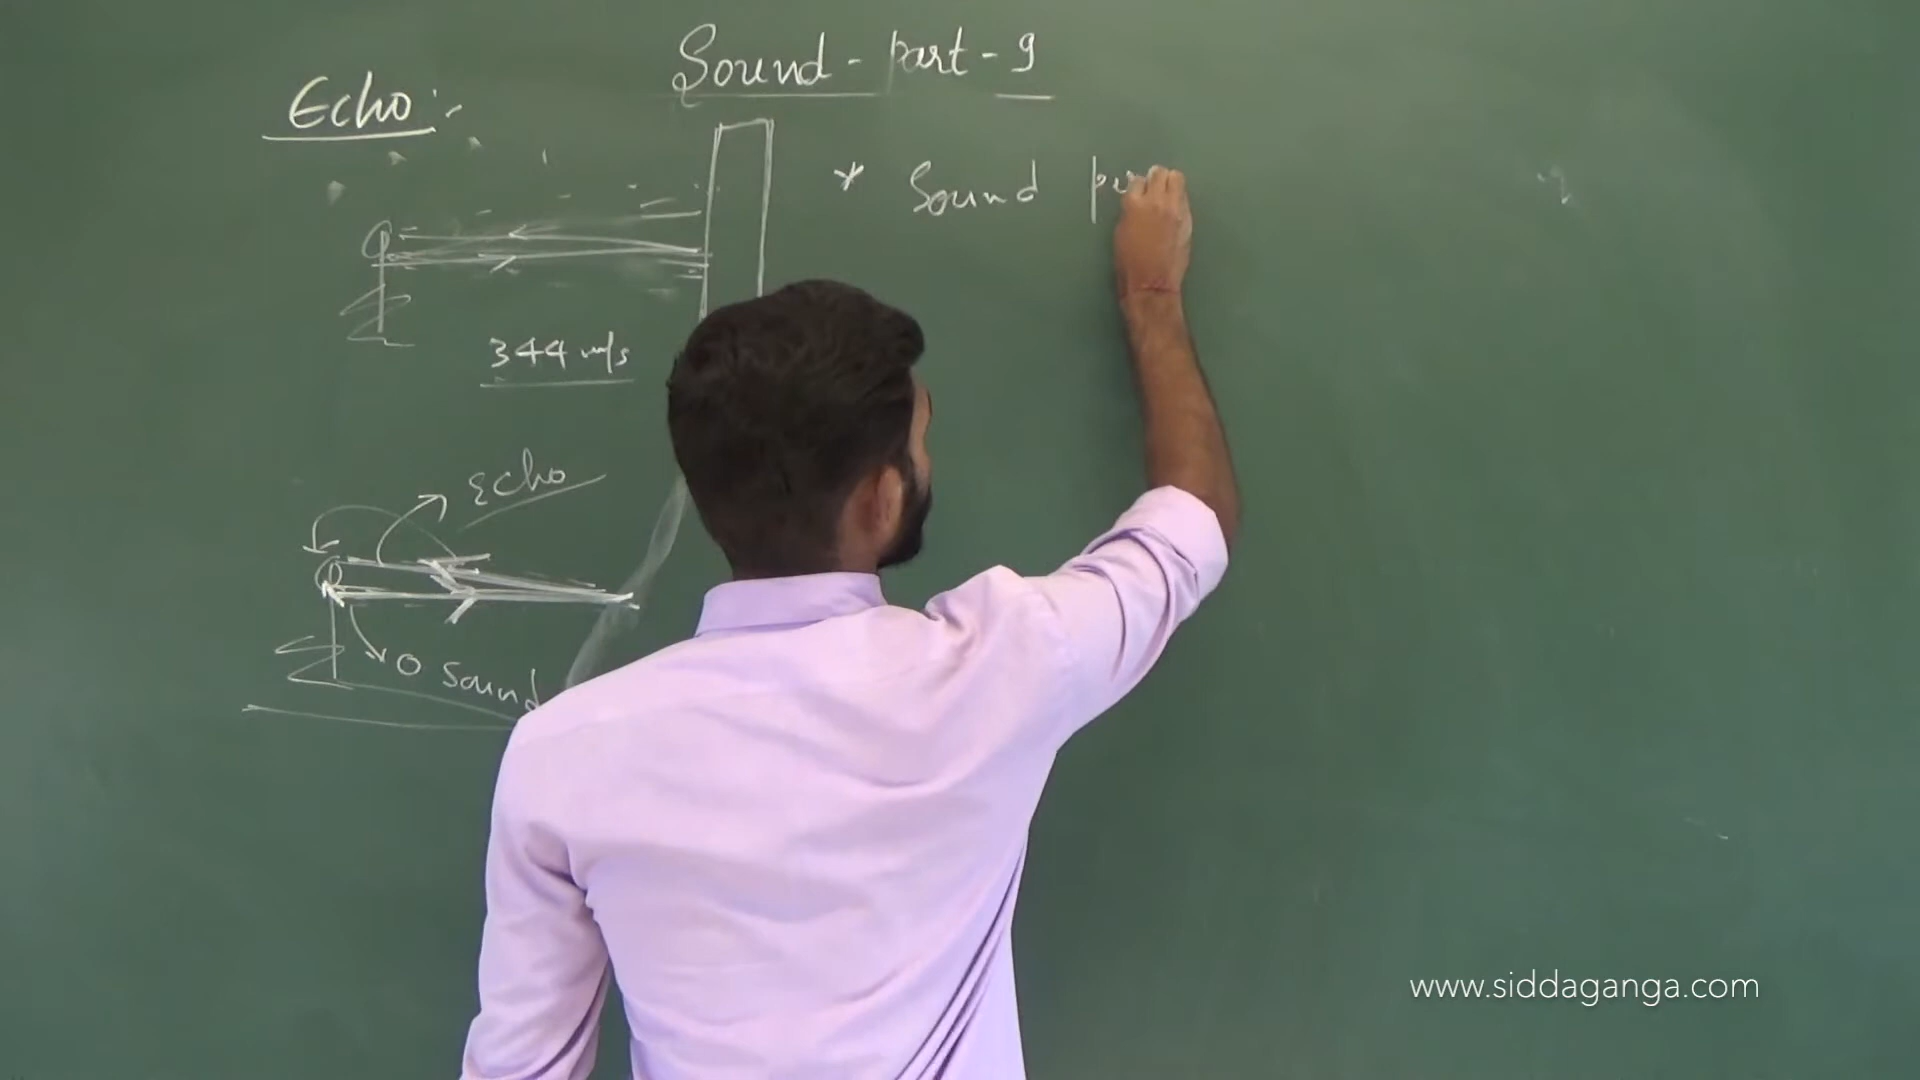 Sound - part - 9
Echo :-
* Sound
344 m/s
Echo
O Sound
www.siddaganga.com